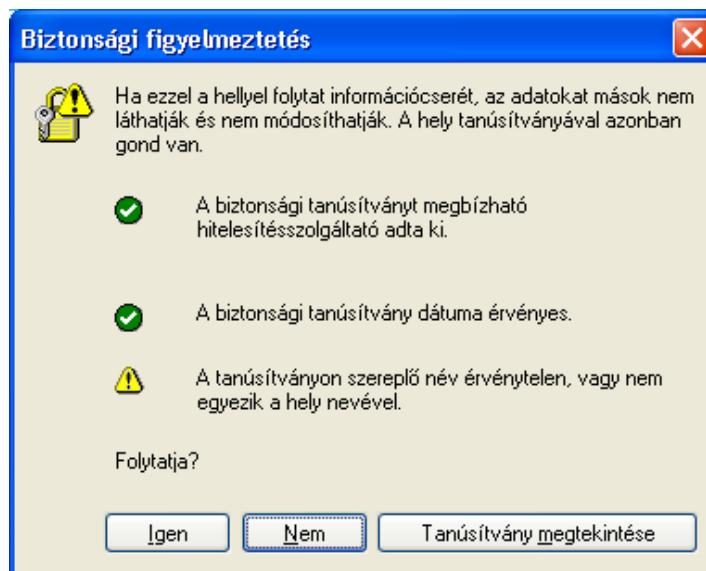 Biztonsági figyelmeztetés
Ha ezzel a hellyel folytat információcserét, az adatokat mások nem
láthatják és nem módosíthatják. A hely tanúsítványával azonban
gond van.
A biztonsági tanúsítványt megbízható
hitelesítésszolgáltató adta ki.
A biztonsági tanúsítvány dátuma érvényes.
A tanúsítványon szereplő név érvénytelen, vagy nem
egyezik a hely nevével.
Folytatja?
Igen Nem Tanúsítvány megtekintése